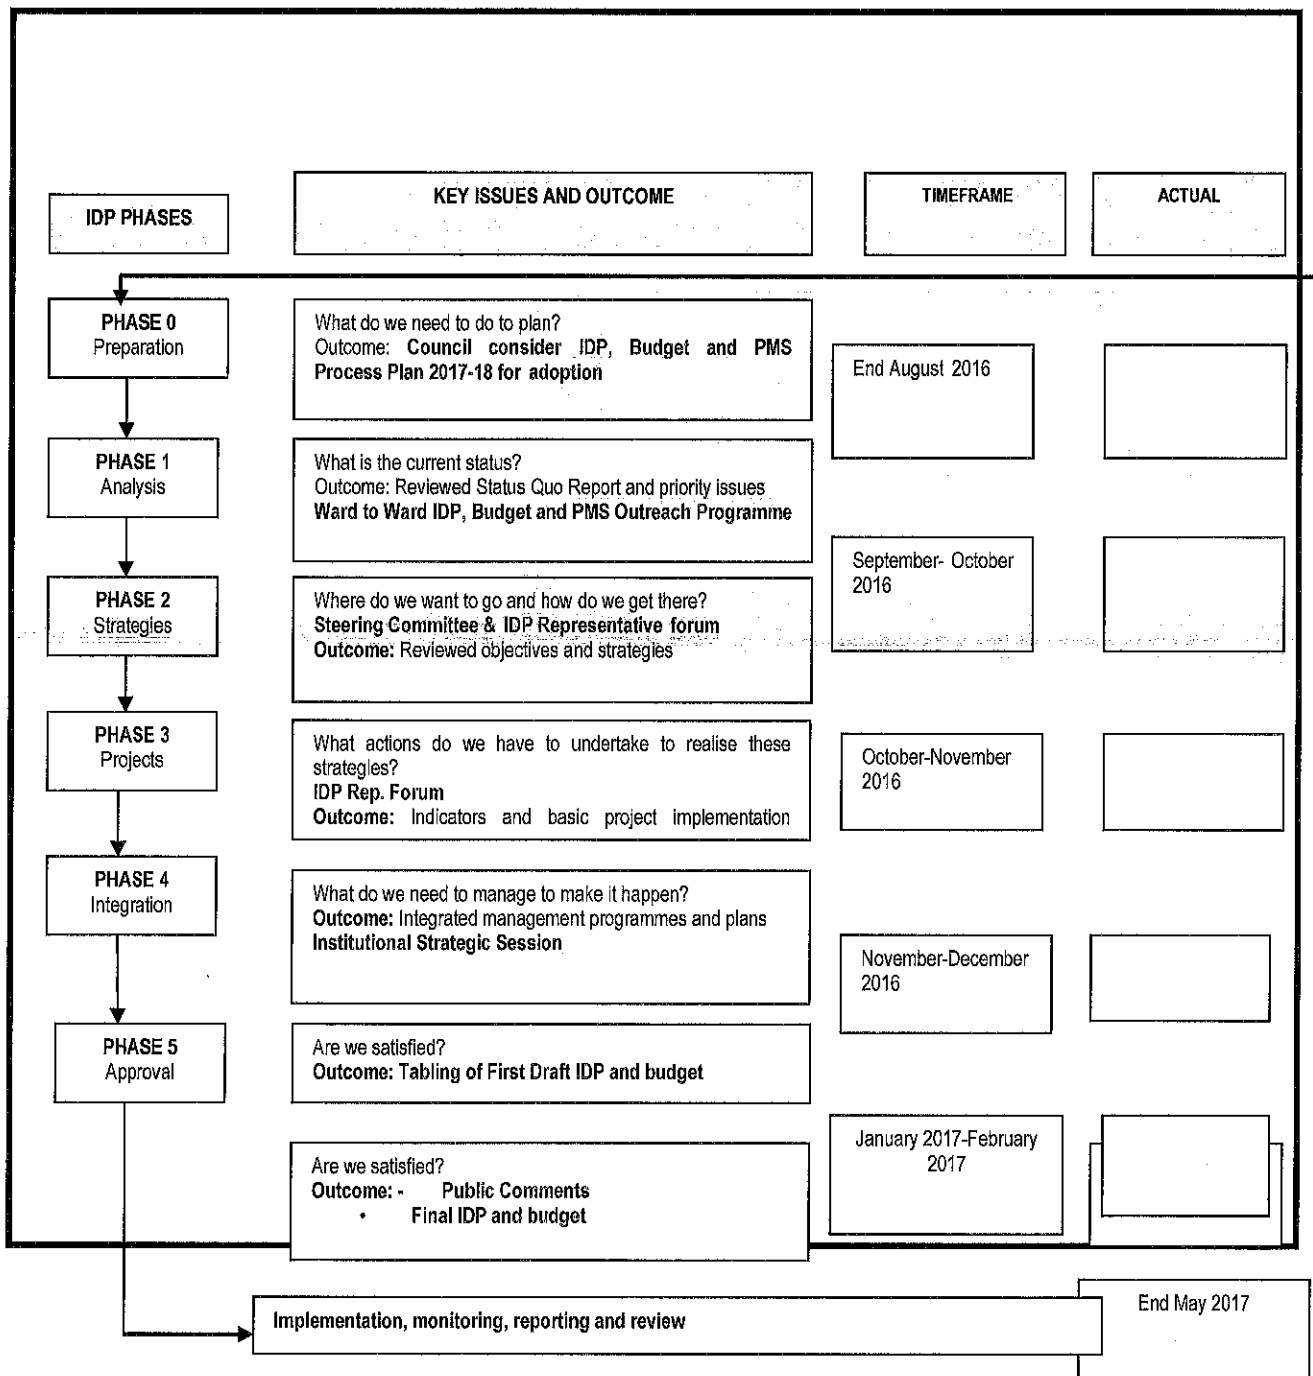 IDP PHASES
KEY ISSUES AND OUTCOME
TIMEFRAME
ACTUAL
PHASE 0
Preparation
What do we need to do to plan?
Outcome: Council consider IDP, Budget and PMS
Process Plan 2017-18 for adoption
End August 2016
PHASE 1
Analysis
What is the current status?
Outcome: Reviewed Status Quo Report and priority issues
Ward to Ward IDP, Budget and PMS Outreach Programme
September- October
2016
PHASE 2
Strategies
Where do we want to go and how do we get there?
Steering Committee & IDP Representative forum
Outcome: Reviewed objectives and strategies
PHASE 3
Projects
What actions do we have to undertake to realise these
strategies?
IDP Rep. Forum
Outcome: Indicators and basic project implementation
October-November
2016
PHASE 4
Integration
What do we need to manage to make it happen?
Outcome: Integrated management programmes and plans
Institutional Strategic Session
November-December
2016
PHASE 5
Approval
Are we satisfied?
Outcome: Tabling of First Draft IDP and budget
January 2017-February
2017
Are we satisfied?
Outcome: - Public Comments
• Final IDP and budget
Implementation, monitoring, reporting and review
End May 2017